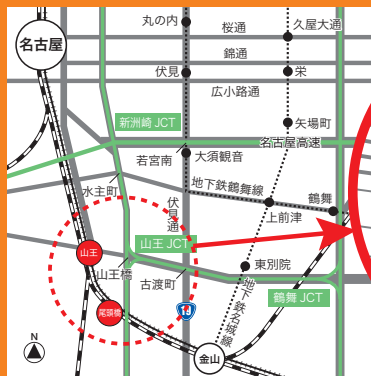 丸の内
桜通
久屋大通
名古屋
錦通
伏見
栄
広小路通
新洲崎 JCT
矢場町
若宮南
大須観音
名古屋高速
地下鉄鶴舞線
水主町
伏見通
鶴舞
上前津
山王
山王 JCT
山王橋
東別院
古渡町
鶴舞 JCT
尾頭橋
19
地下鉄名城線
N
金山